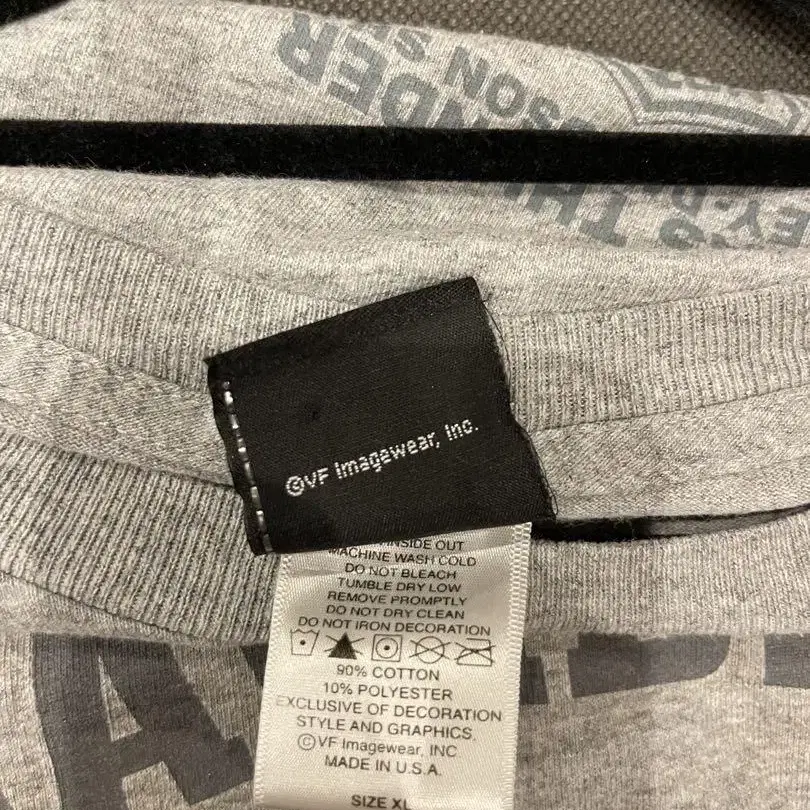 ©VF Imagewear, Inc.
INSIDE OUT
MACHINE WASH COLD
DO NOT BLEACH
TUMBLE DRY LOW
REMOVE PROMPTLY
DO NOT DRY CLEAN
DO NOT IRON DECORATION
90% COTTON
10% POLYESTER
EXCLUSIVE OF DECORATION
STYLE AND GRAPHICS
©VF Imagewear, INC
MADE IN U.S.A.
SIZE XL